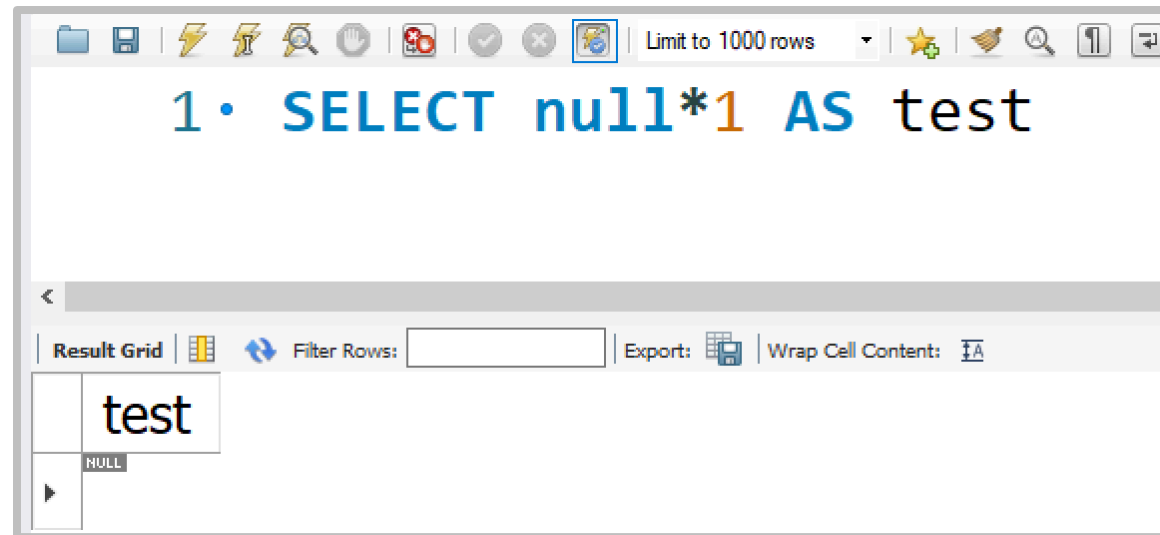 Limit to 1000 rows
1 • SELECT null*1 AS test
Result Grid Filter Rows: Export: Wrap Cell Content: IA
test
NULL